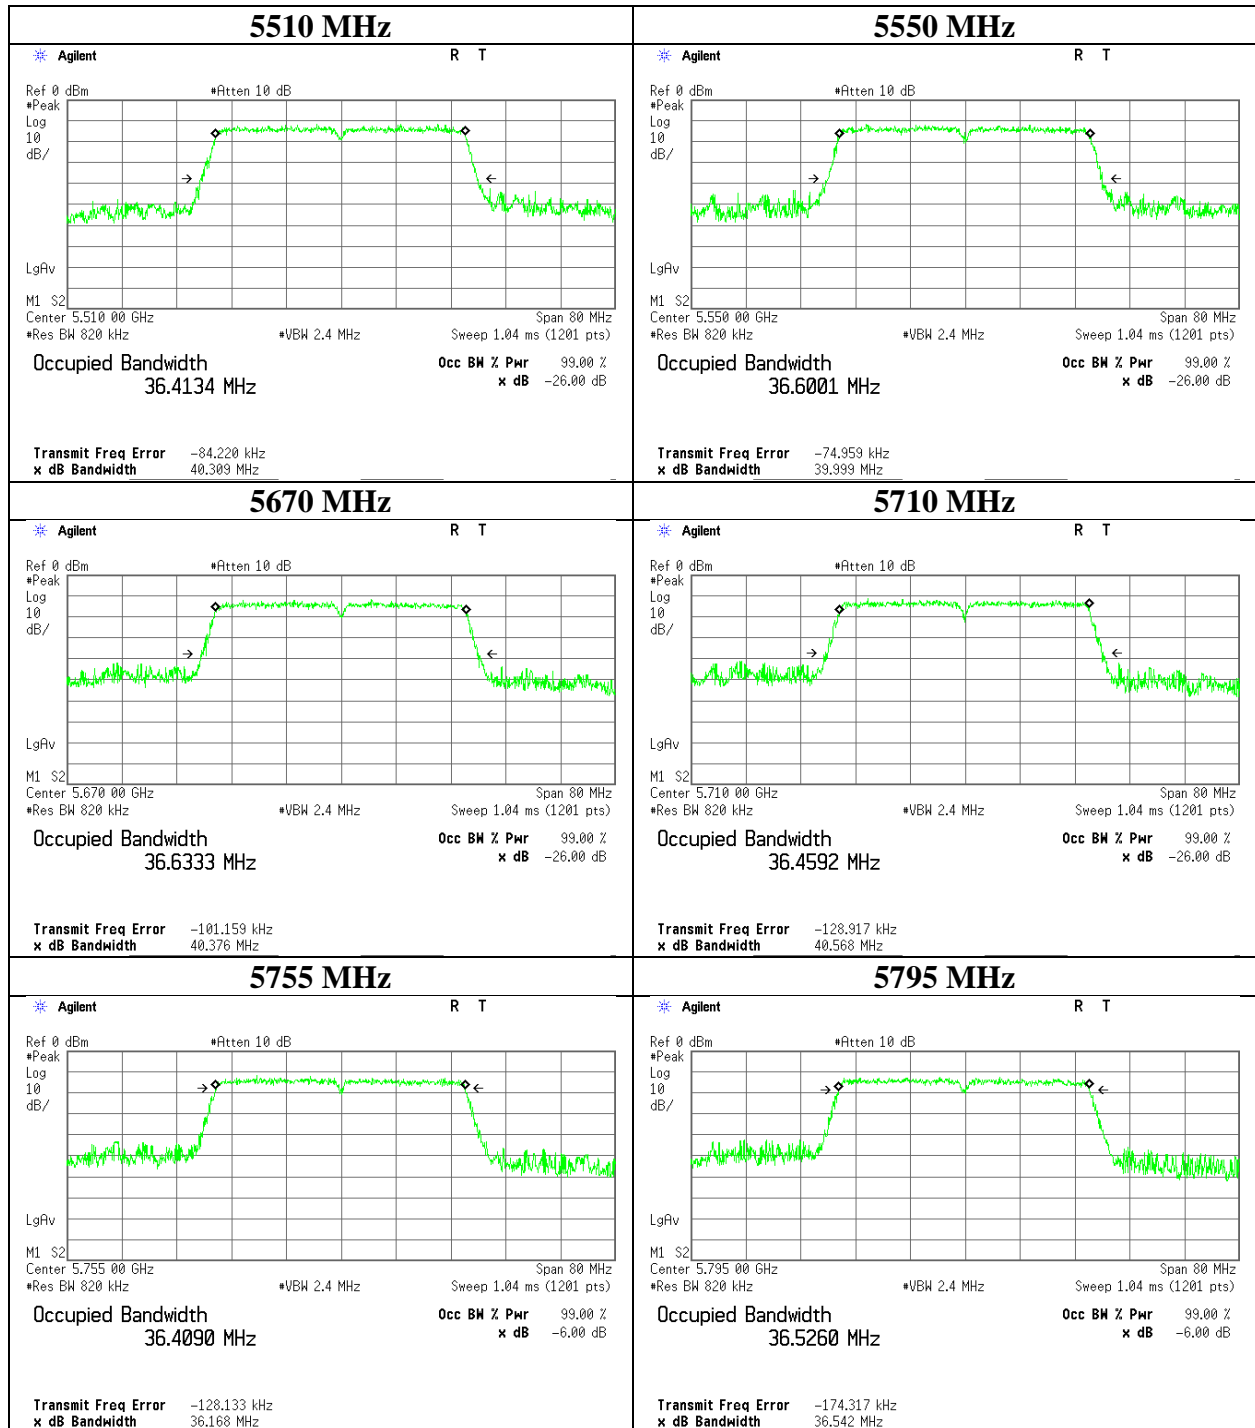 5510 MHz
Agilent R T
Ref 0 dBm #Atten 10 dB
#Peak
Log
10
dB/
LgAv
M1 S2
Center 5.510 00 GHz Span 80 MHz
#Res BW 820 kHz #VBW 2.4 MHz Sweep 1.04 ms (1201 pts)
Occupied Bandwidth Occ BW % Pwr 99.00 %
36.4134 MHz x dB -26.00 dB
Transmit Freq Error -84.220 kHz
x dB Bandwidth 40.309 MHz
5550 MHz
Agilent R T
Ref 0 dBm #Atten 10 dB
#Peak
Log
10
dB/
LgAv
M1 S2
Center 5.550 00 GHz Span 80 MHz
#Res BW 820 kHz #VBW 2.4 MHz Sweep 1.04 ms (1201 pts)
Occupied Bandwidth Occ BW % Pwr 99.00 %
36.6001 MHz x dB -26.00 dB
Transmit Freq Error -74.959 kHz
x dB Bandwidth 39.999 MHz
5670 MHz
Agilent R T
Ref 0 dBm #Atten 10 dB
#Peak
Log
10
dB/
LgAv
M1 S2
Center 5.670 00 GHz Span 80 MHz
#Res BW 820 kHz #VBW 2.4 MHz Sweep 1.04 ms (1201 pts)
Occupied Bandwidth Occ BW % Pwr 99.00 %
36.6333 MHz x dB -26.00 dB
Transmit Freq Error -101.159 kHz
x dB Bandwidth 40.376 MHz
5710 MHz
Agilent R T
Ref 0 dBm #Atten 10 dB
#Peak
Log
10
dB/
LgAv
M1 S2
Center 5.710 00 GHz Span 80 MHz
#Res BW 820 kHz #VBW 2.4 MHz Sweep 1.04 ms (1201 pts)
Occupied Bandwidth Occ BW % Pwr 99.00 %
36.4592 MHz x dB -26.00 dB
Transmit Freq Error -128.917 kHz
x dB Bandwidth 40.568 MHz
5755 MHz
Agilent R T
Ref 0 dBm #Atten 10 dB
#Peak
Log
10
dB/
LgAv
M1 S2
Center 5.755 00 GHz Span 80 MHz
#Res BW 820 kHz #VBW 2.4 MHz Sweep 1.04 ms (1201 pts)
Occupied Bandwidth Occ BW % Pwr 99.00 %
36.4090 MHz x dB -6.00 dB
Transmit Freq Error -128.133 kHz
x dB Bandwidth 36.168 MHz
5795 MHz
Agilent R T
Ref 0 dBm #Atten 10 dB
#Peak
Log
10
dB/
LgAv
M1 S2
Center 5.795 00 GHz Span 80 MHz
#Res BW 820 kHz #VBW 2.4 MHz Sweep 1.04 ms (1201 pts)
Occupied Bandwidth Occ BW % Pwr 99.00 %
36.5260 MHz x dB -6.00 dB
Transmit Freq Error -174.317 kHz
x dB Bandwidth 36.542 MHz